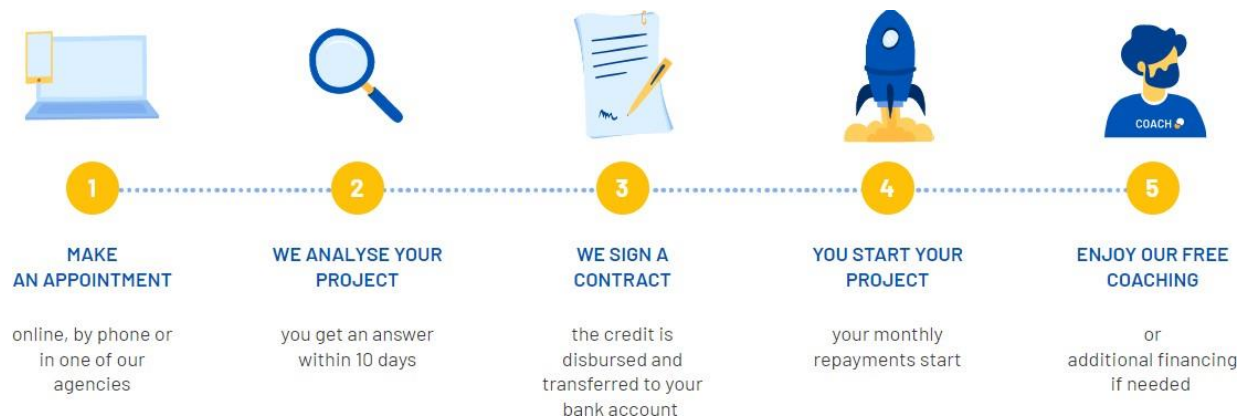 COACH
1
2
3
4
5
MAKE
AN APPOINTMENT
online, by phone or
in one of our
agencies
WE ANALYSE YOUR
PROJECT
you get an answer
within 10 days
WE SIGN A
CONTRACT
the credit is
disbursed and
transferred to your
bank account
YOU START YOUR
PROJECT
your monthly
repayments start
ENJOY OUR FREE
COACHING
or
additional financing
if needed